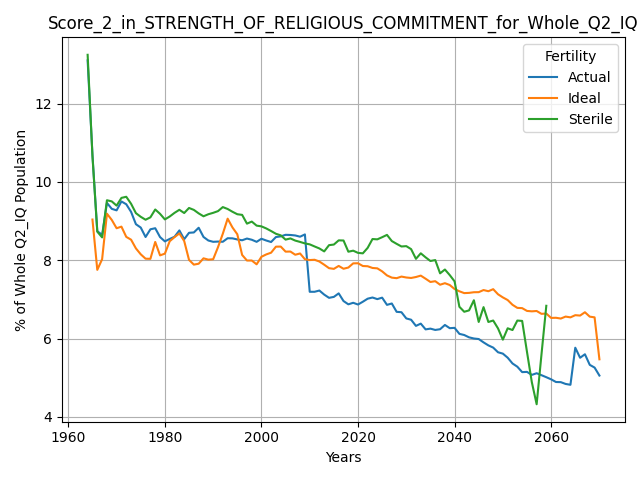 Score_2_in_STRENGTH_OF_RELIGIOUS_COMMITMENT_for_Whole_Q2_IQ
Fertility
Actual
Ideal
Sterile
% of Whole Q2_IQ Population
12
10
8
6
4
1960
1980
2000
2020
2040
2060
Years